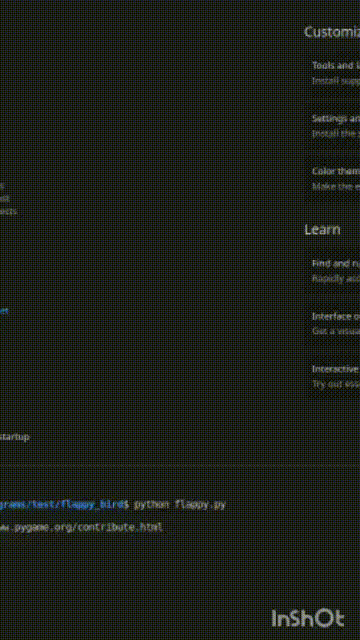 Customiz
Tools and l
Install supp
Settings an
Install the
Color them
Make the e
Learn
Find and ru
Rapidly acc
Interface o
Get a visua
Interactive
Try out ess
startup
grams/test/flappy_bird$ python flappy.py
ww.pygame.org/contribute.html
InShOt